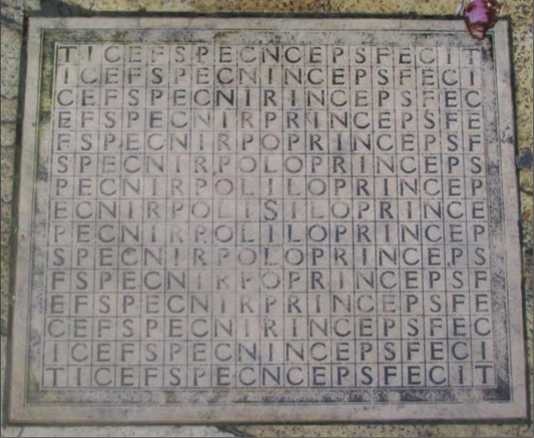 TICEFSPECNCEPSFECIT
ICEFSPECNINCEPSFECI
CEFSPECNIRINCEPSFEC
EFSPECNIRPRINCEPSFE
FSPECNIRPOPRINCEPSF
SPECNIRPOLOPRINCEPS
PECNIRPOLILOPRINCEP
ECNIRPOLISILOPRINCE
PECNIRPOLILOPRINCEP
SPECNIRPOLOPRINCEPS
FSPECNIRPOPRINCEPSF
EFSPECNIRPRINCEPSFE
CEFSPECNIRINCEPSFEC
ICEFSPECNINCEPSFECI
TICEFSPECNCEPSFECIT